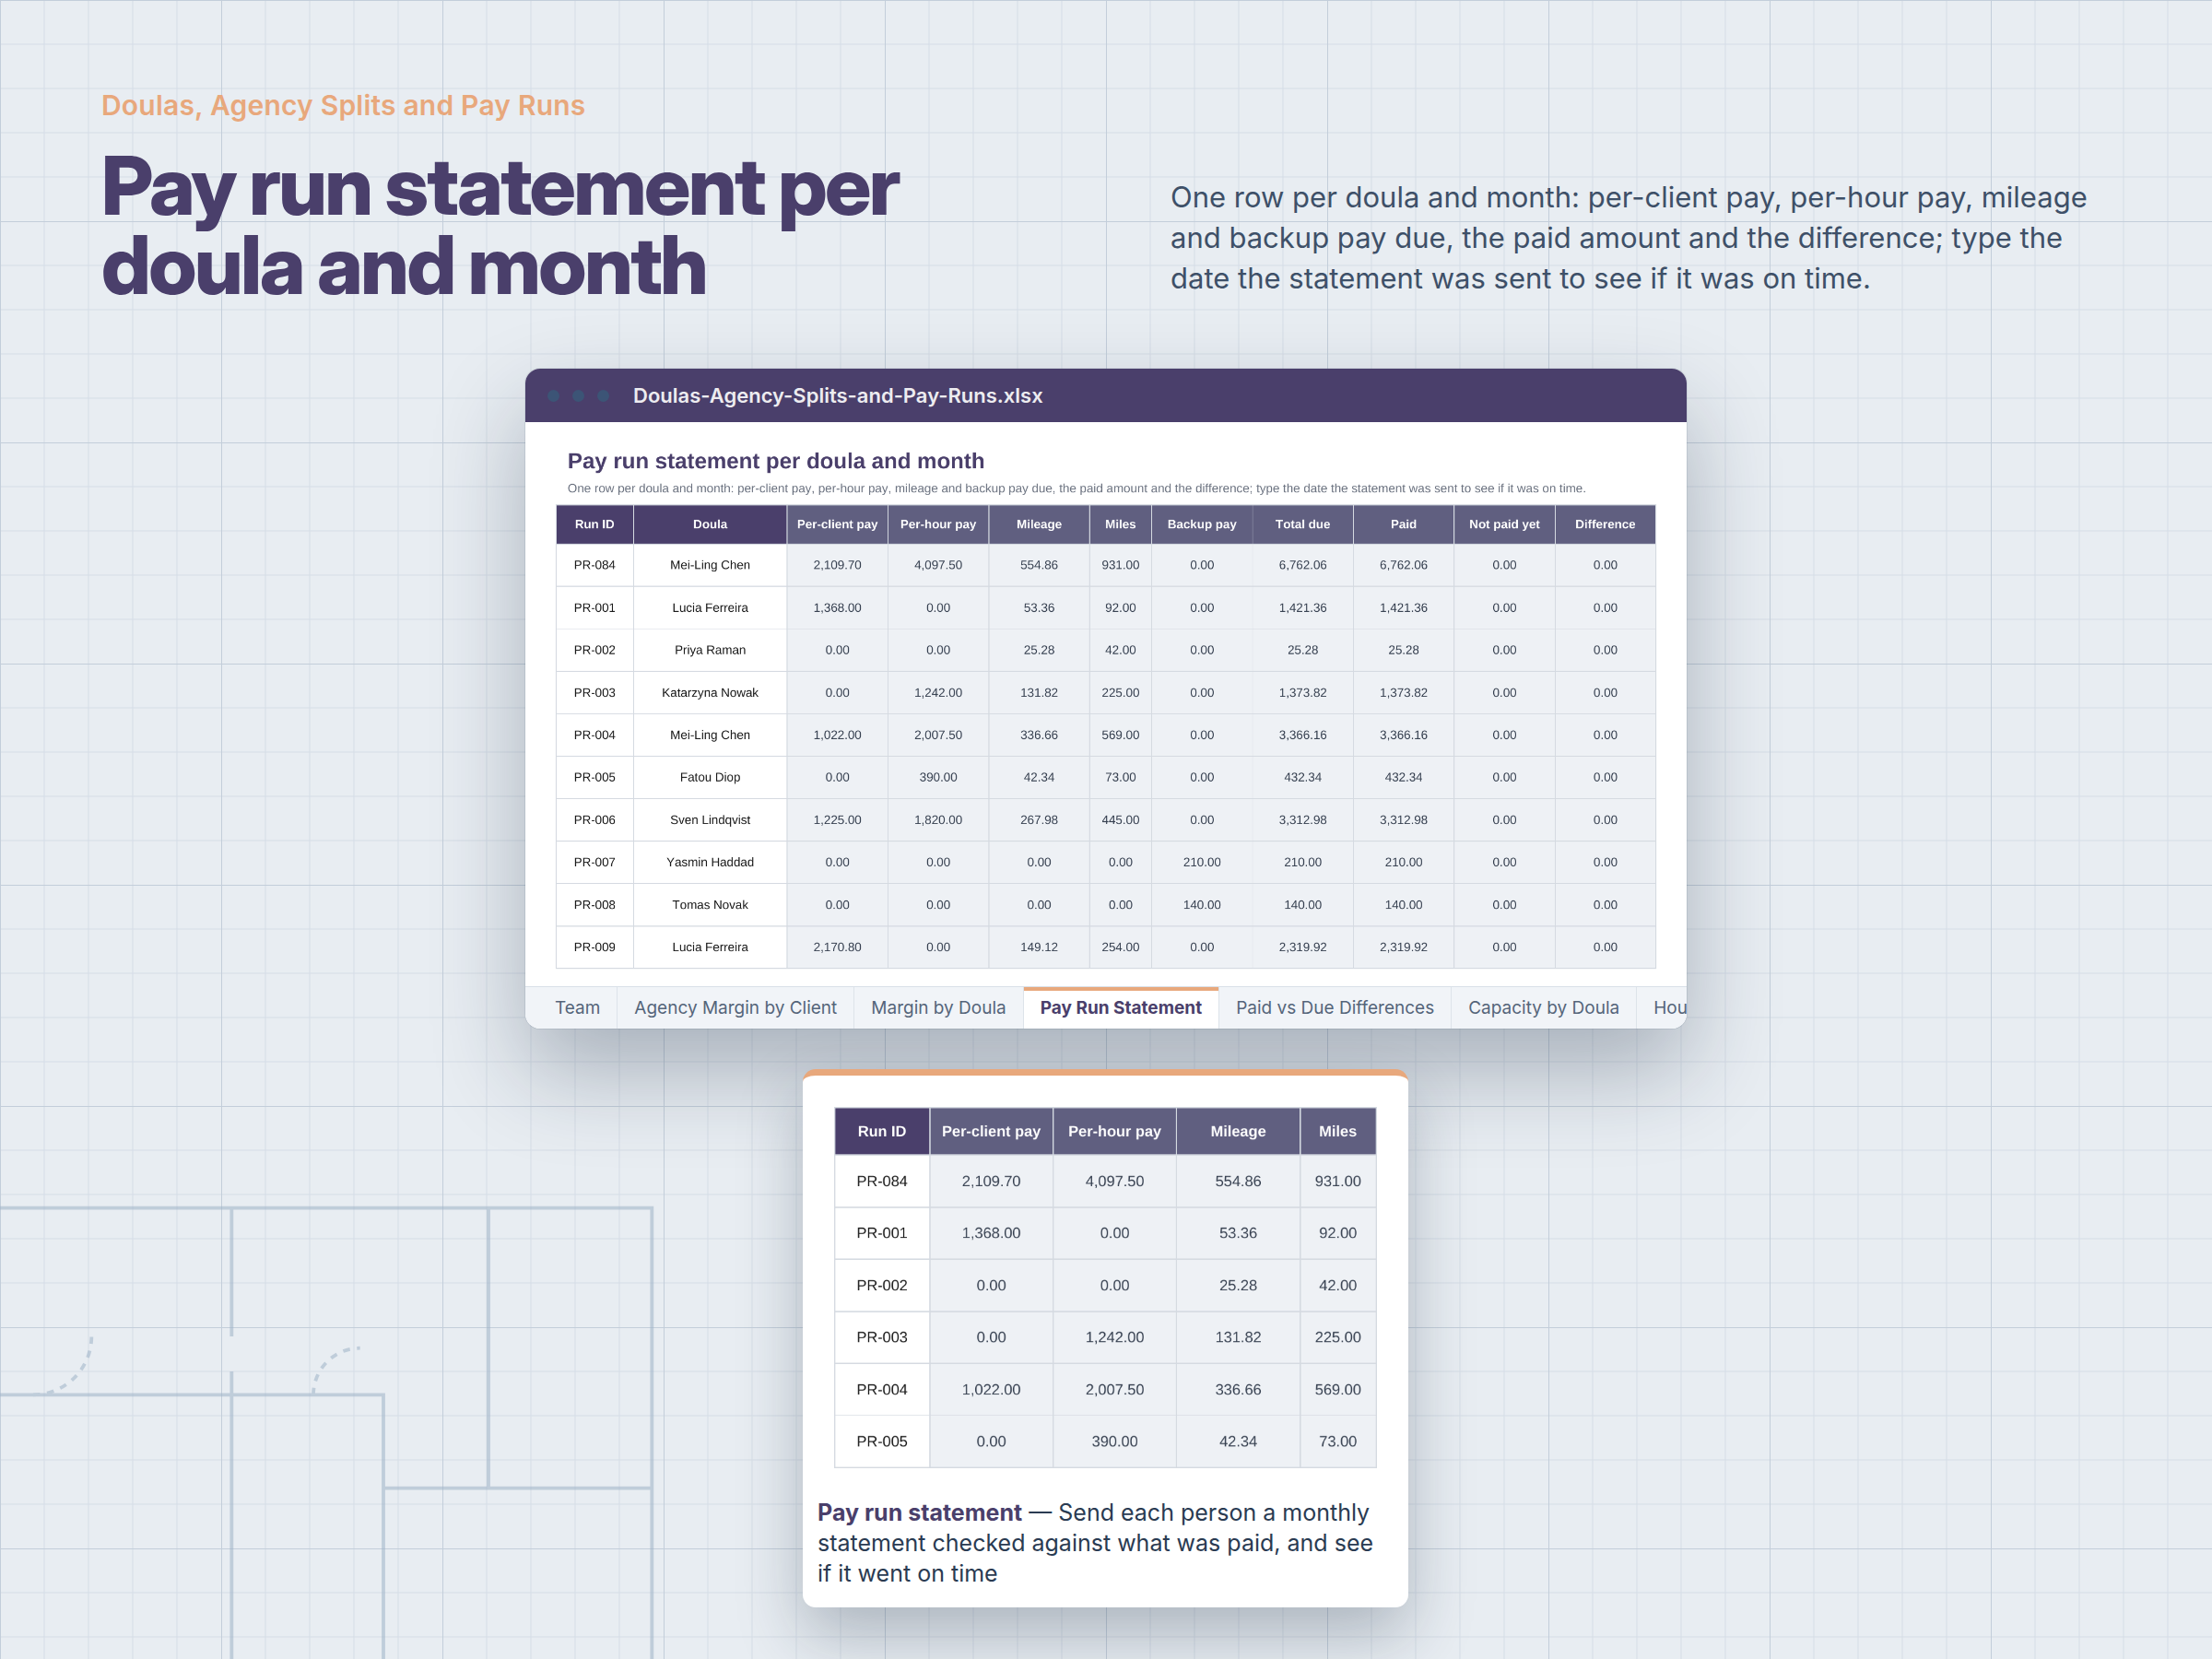 Doulas, Agency Splits and Pay Runs
Pay run statement per
doula and month
One row per doula and month: per-client pay, per-hour pay, mileage
and backup pay due, the paid amount and the difference; type the
date the statement was sent to see if it was on time.
Doulas-Agency-Splits-and-Pay-Runs.xlsx
Pay run statement per doula and month
One row per doula and month: per-client pay, per-hour pay, mileage and backup pay due, the paid amount and the difference; type the date the statement was sent to see if it was on time.
Run ID Doula Per-client pay Per-hour pay Mileage Miles Backup pay Total due Paid Not paid yet Difference
PR-084 Mei-Ling Chen 2,109.70 4,097.50 554.86 931.00 0.00 6,762.06 6,762.06 0.00 0.00
PR-001 Lucia Ferreira 1,368.00 0.00 53.36 92.00 0.00 1,421.36 1,421.36 0.00 0.00
PR-002 Priya Raman 0.00 0.00 25.28 42.00 0.00 25.28 25.28 0.00 0.00
PR-003 Katarzyna Nowak 0.00 1,242.00 131.82 225.00 0.00 1,373.82 1,373.82 0.00 0.00
PR-004 Mei-Ling Chen 1,022.00 2,007.50 336.66 569.00 0.00 3,366.16 3,366.16 0.00 0.00
PR-005 Fatou Diop 0.00 390.00 42.34 73.00 0.00 432.34 432.34 0.00 0.00
PR-006 Sven Lindqvist 1,225.00 1,820.00 267.98 445.00 0.00 3,312.98 3,312.98 0.00 0.00
PR-007 Yasmin Haddad 0.00 0.00 0.00 0.00 210.00 210.00 210.00 0.00 0.00
PR-008 Tomas Novak 0.00 0.00 0.00 0.00 140.00 140.00 140.00 0.00 0.00
PR-009 Lucia Ferreira 2,170.80 0.00 149.12 254.00 0.00 2,319.92 2,319.92 0.00 0.00
Team Agency Margin by Client Margin by Doula Pay Run Statement Paid vs Due Differences Capacity by Doula Hou
Run ID Per-client pay Per-hour pay Mileage Miles
PR-084 2,109.70 4,097.50 554.86 931.00
PR-001 1,368.00 0.00 53.36 92.00
PR-002 0.00 0.00 25.28 42.00
PR-003 0.00 1,242.00 131.82 225.00
PR-004 1,022.00 2,007.50 336.66 569.00
PR-005 0.00 390.00 42.34 73.00
Pay run statement — Send each person a monthly
statement checked against what was paid, and see
if it went on time